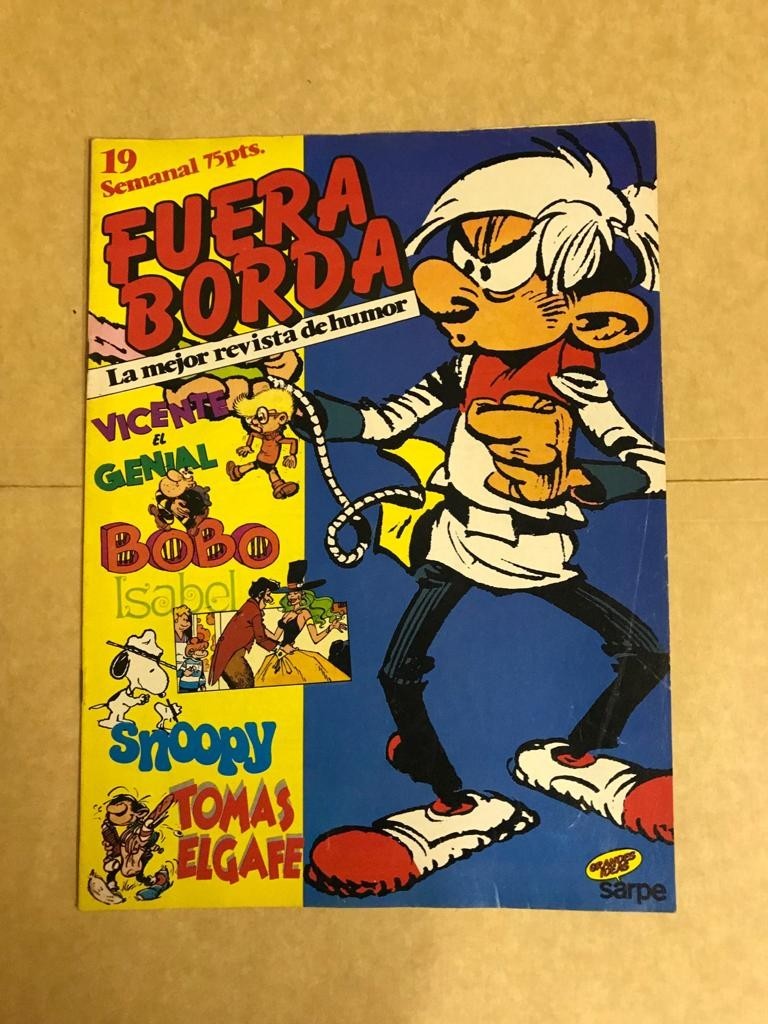 19
Semanal 75pts.
FUERA
BORDA
La mejor revista de humor
VICENTE
EL
GENIAL
BOBO
Isabel
Snoopy
TOMAS
ELGAFE
GRANDES
IDEAS
sarpe